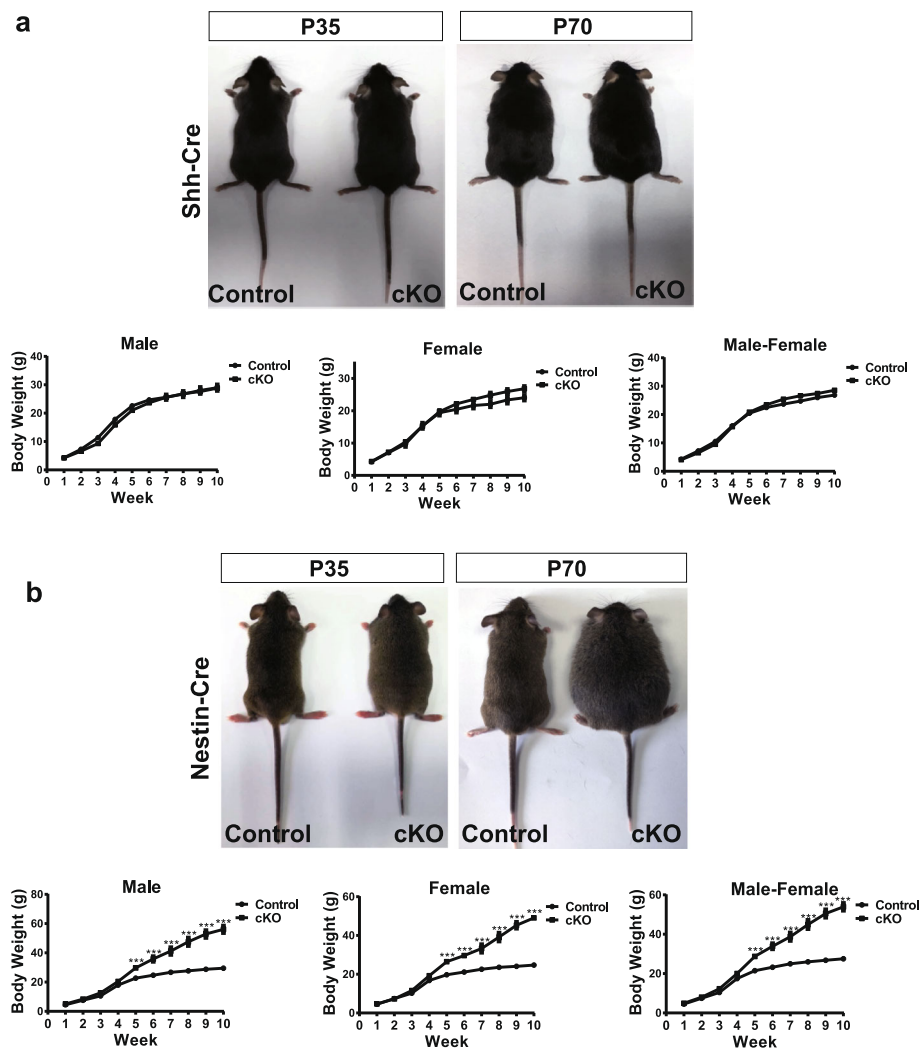 a
P35 P70
Shh-Cre
Control cKO Control cKO
Male
Body Weight (g)
40
30
20
10
0
0 1 2 3 4 5 6 7 8 9 10
Week
Control
cKO
Female
Body Weight (g)
30
20
10
0
0 1 2 3 4 5 6 7 8 9 10
Week
Control
cKO
Male-Female
Body Weight (g)
40
30
20
10
0
0 1 2 3 4 5 6 7 8 9 10
Week
Control
cKO
b
P35 P70
Nestin-Cre
Control cKO Control cKO
Male
Body Weight (g)
80
60
40
20
0
*** *** *** *** *** ***
0 1 2 3 4 5 6 7 8 9 10
Week
Control
cKO
Female
Body Weight (g)
60
40
20
0
*** *** *** *** *** ***
0 1 2 3 4 5 6 7 8 9 10
Week
Control
cKO
Male-Female
Body Weight (g)
60
40
20
0
*** *** *** *** *** ***
0 1 2 3 4 5 6 7 8 9 10
Week
Control
cKO